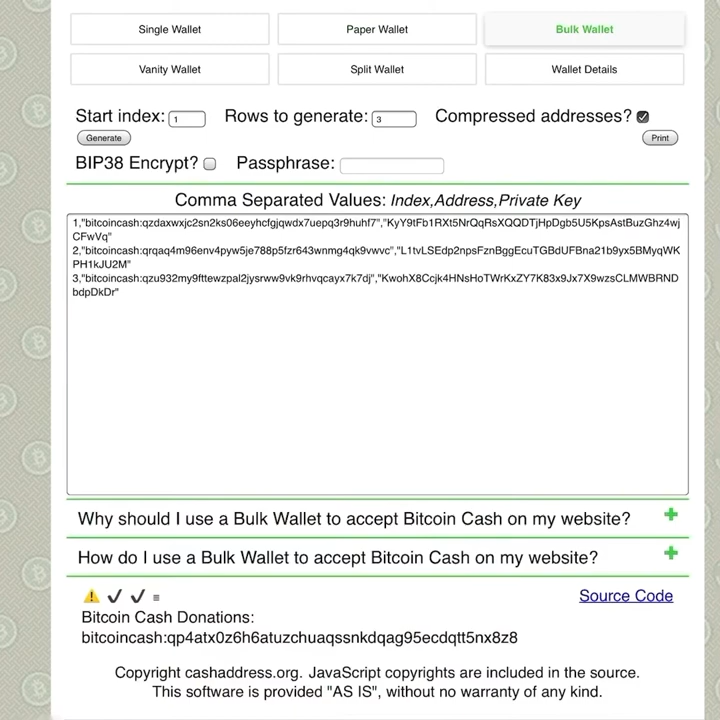 Single Wallet
Paper Wallet
Bulk Wallet
Vanity Wallet
Split Wallet
Wallet Details
Start index: 1 Rows to generate: 3 Compressed addresses?
Generate
Print
BIP38 Encrypt? Passphrase:
Comma Separated Values: Index,Address,Private Key
1,"bitcoincash:qzdaxwxjc2sn2ks06eeyhcfgjqwdx7uepq3r9huhf7","KyY9tFb1RXt5NrQqRsXQQDTjHpDgb5U5KpsAstBuzGhz4wj
CFwVq"
2,"bitcoincash:qrqaq4m96env4pyw5je788p5fzr643wnmg4qk9vwvc","L1tvLSEdp2npsFznBggEcuTGBdUFBna21b9yx5BMyqWK
PH1kJU2M"
3,"bitcoincash:qzu932my9fttewzpal2jysrww9vk9rhvqcayx7k7dj","KwohX8Ccjk4HNsHoTWrKxZY7K83x9Jx7X9wzsCLMWBRND
bdpDkDr"
Why should I use a Bulk Wallet to accept Bitcoin Cash on my website?
How do I use a Bulk Wallet to accept Bitcoin Cash on my website?
Source Code
Bitcoin Cash Donations:
bitcoincash:qp4atx0z6h6atuzchuaqssnkdqag95ecdqtt5nx8z8
Copyright cashaddress.org. JavaScript copyrights are included in the source.
This software is provided "AS IS", without no warranty of any kind.